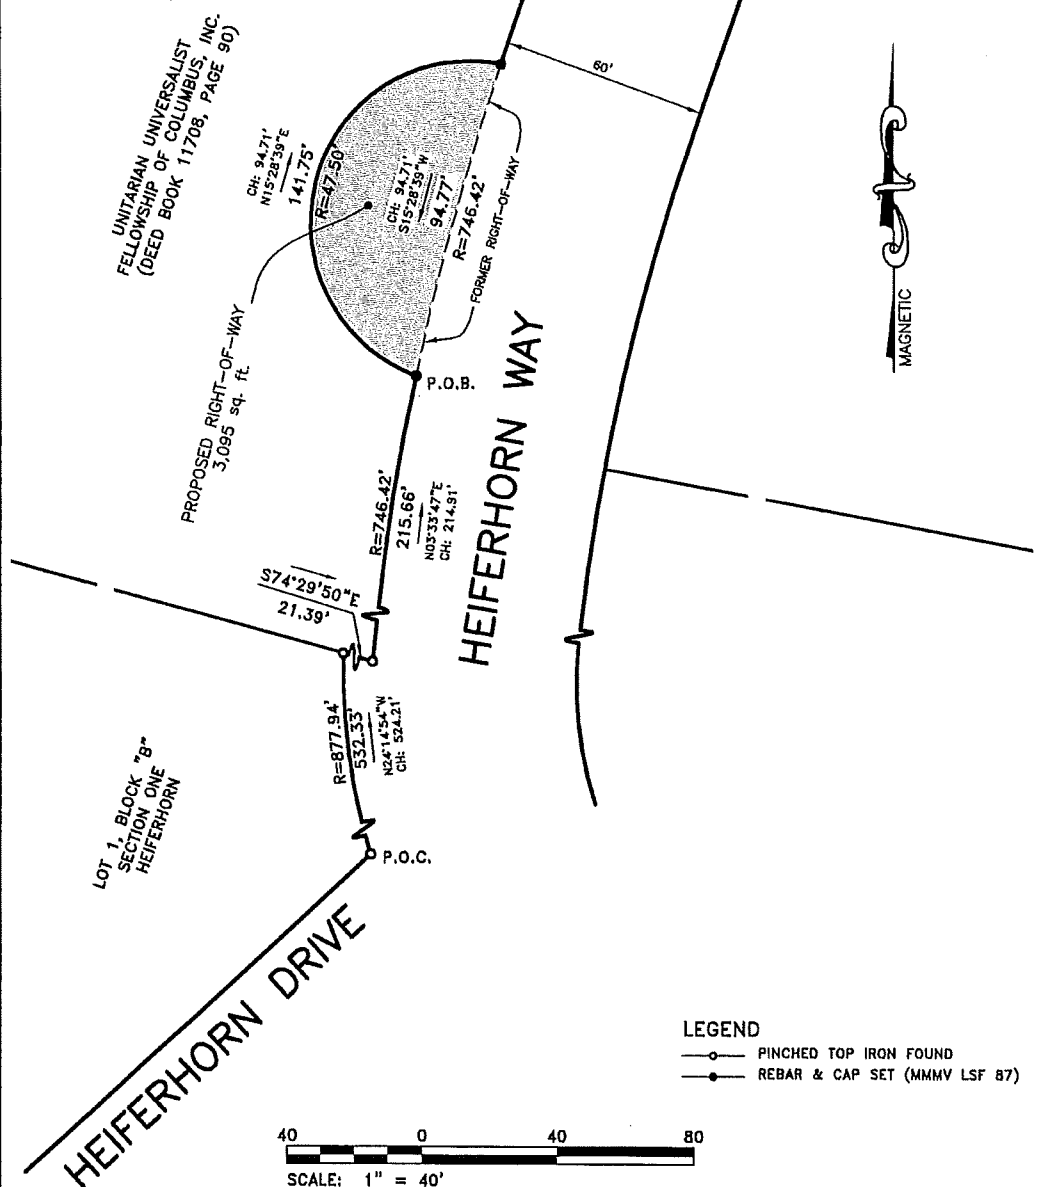 UNITARIAN UNIVERSALIST
FELLOWSHIP OF COLUMBUS, INC.
(DEED BOOK 11708, PAGE 90)
CH: 94.71'
N15°28'39"E
141.75'
R=47.50'
CH: 94.71'
S15°28'39"W
94.77'
R=746.42'
FORMER RIGHT-OF-WAY
60'
MAGNETIC
PROPOSED RIGHT-OF-WAY
3,095 sq. ft.
P.O.B.
HEIFERHORN WAY
R=746.42'
215.66'
N03°33'47"E
CH: 214.91'
S74°29'50"E
21.39'
R=877.94'
532.33'
N24°14'54"W
CH: 524.21'
LOT 1, BLOCK "B"
SECTION ONE
HEIFERHORN
P.O.C.
HEIFERHORN DRIVE
LEGEND
PINCHED TOP IRON FOUND
REBAR & CAP SET (MMMV LSF 87)
40 0 40 80
SCALE: 1" = 40'